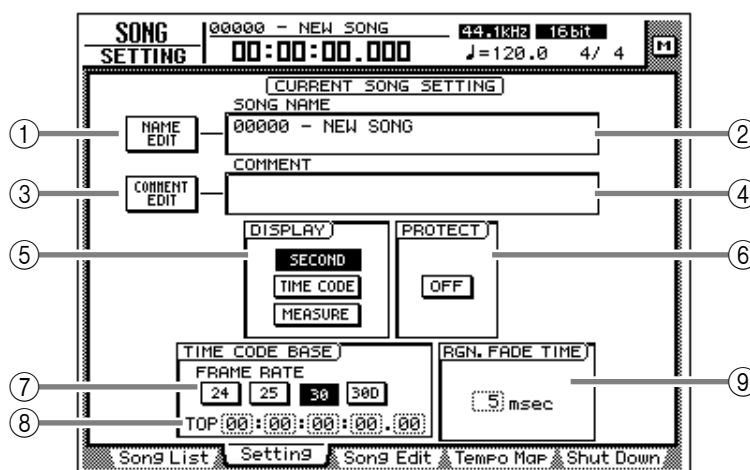 SONG
SETTING
00000 - NEW SONG
00:00:00.000
44.1kHz 16bit
♩=120.0 4/ 4
M
CURRENT SONG SETTING
SONG NAME
① NAME EDIT 00000 - NEW SONG ②
COMMENT
③ COMMENT EDIT ④
DISPLAY PROTECT
⑤ SECOND ⑥
TIME CODE OFF
MEASURE
TIME CODE BASE RGN. FADE TIME
FRAME RATE
⑦ 24 25 30 30D 5 msec ⑨
⑧ TOP 00:00:00:00.00
Song List Setting Song Edit Tempo Map Shut Down